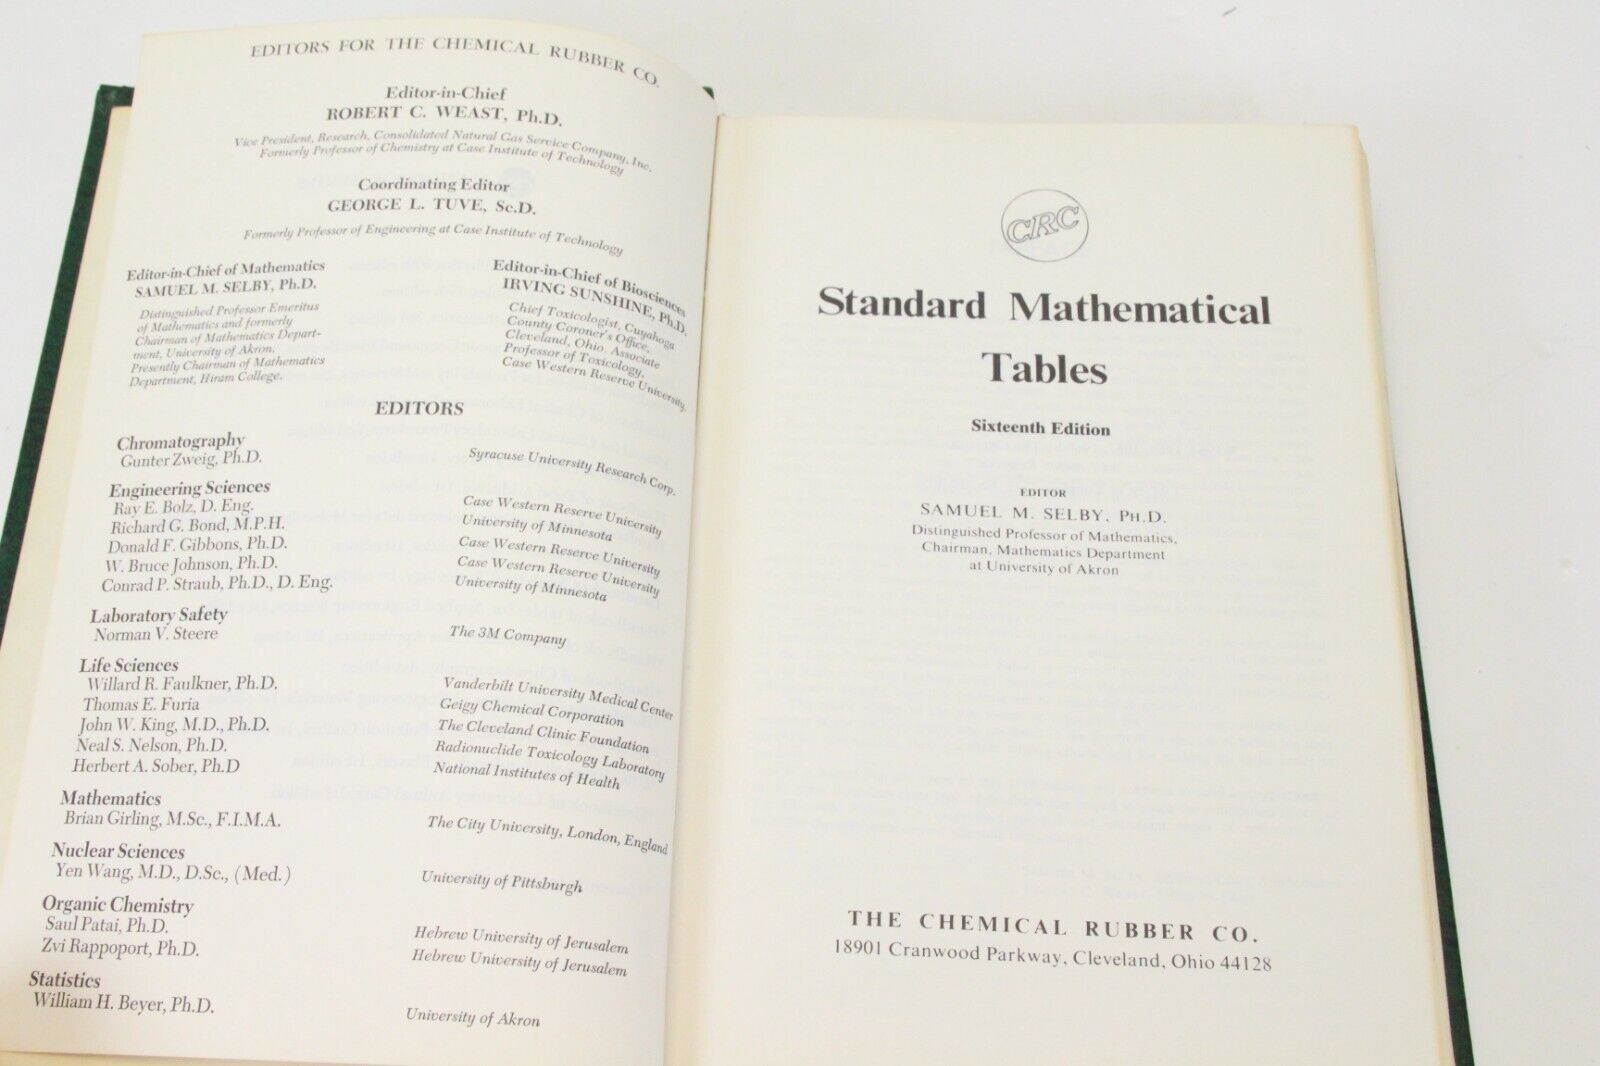 EDITORS FOR THE CHEMICAL RUBBER CO.
Editor-in-Chief
ROBERT C. WEAST, Ph.D.
Vice President, Research, Consolidated Natural Gas Service Company, Inc.
Formerly Professor of Chemistry at Case Institute of Technology
Coordinating Editor
GEORGE L. TUVE, Sc.D.
Formerly Professor of Engineering at Case Institute of Technology
Editor-in-Chief of Mathematics
SAMUEL M. SELBY, Ph.D.
Distinguished Professor Emeritus
of Mathematics and formerly
Chairman of Mathematics Depart-
ment, University of Akron.
Presently Chairman of Mathematics
Department, Hiram College.
Editor-in-Chief of Biosciences
IRVING SUNSHINE, Ph.D.
Chief Toxicologist, Cuyahoga
County Coroner's Office,
Cleveland, Ohio. Associate
Professor of Toxicology,
Case Western Reserve University.
EDITORS
Chromatography
Gunter Zweig, Ph.D. Syracuse University Research Corp.
Engineering Sciences
Ray E. Bolz, D. Eng. Case Western Reserve University
Richard G. Bond, M.P.H. University of Minnesota
Donald F. Gibbons, Ph.D. Case Western Reserve University
W. Bruce Johnson, Ph.D. Case Western Reserve University
Conrad P. Straub, Ph.D., D. Eng. University of Minnesota
Laboratory Safety
Norman V. Steere The 3M Company
Life Sciences
Willard R. Faulkner, Ph.D. Vanderbilt University Medical Center
Thomas E. Furia Geigy Chemical Corporation
John W. King, M.D., Ph.D. The Cleveland Clinic Foundation
Neal S. Nelson, Ph.D. Radionuclide Toxicology Laboratory
Herbert A. Sober, Ph.D National Institutes of Health
Mathematics
Brian Girling, M.Sc., F.I.M.A. The City University, London, England
Nuclear Sciences
Yen Wang, M.D., D.Sc., (Med.) University of Pittsburgh
Organic Chemistry
Saul Patai, Ph.D. Hebrew University of Jerusalem
Zvi Rappoport, Ph.D. Hebrew University of Jerusalem
Statistics
William H. Beyer, Ph.D. University of Akron
CRC
Standard Mathematical
Tables
Sixteenth Edition
EDITOR
SAMUEL M. SELBY, PH.D.
Distinguished Professor of Mathematics,
Chairman, Mathematics Department
at University of Akron
THE CHEMICAL RUBBER CO.
18901 Cranwood Parkway, Cleveland, Ohio 44128